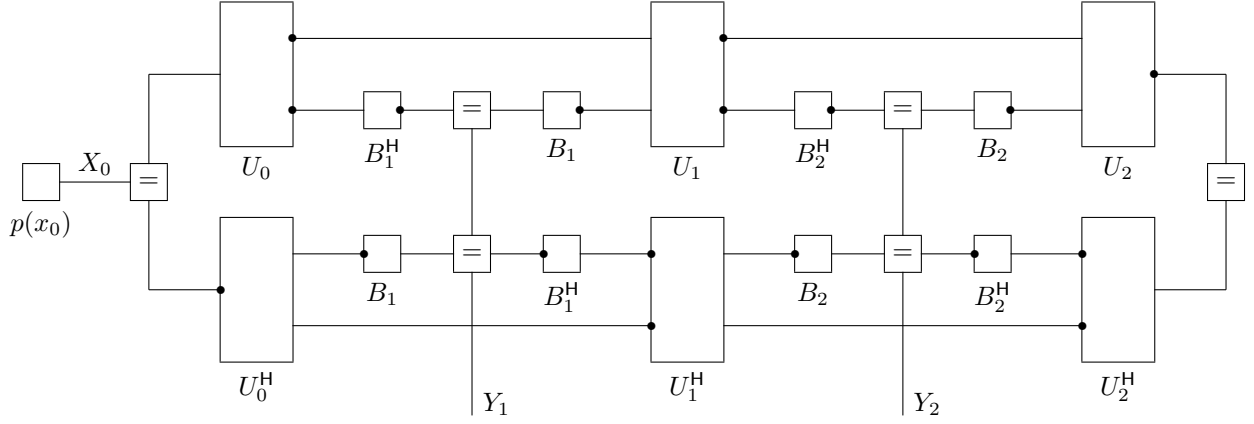 =
=
B_1^H
B_1
B_2^H
B_2
U_0
U_1
U_2
X_0
=
=
p(x_0)
=
=
B_1
B_1^H
B_2
B_2^H
U_0^H
U_1^H
U_2^H
Y_1
Y_2